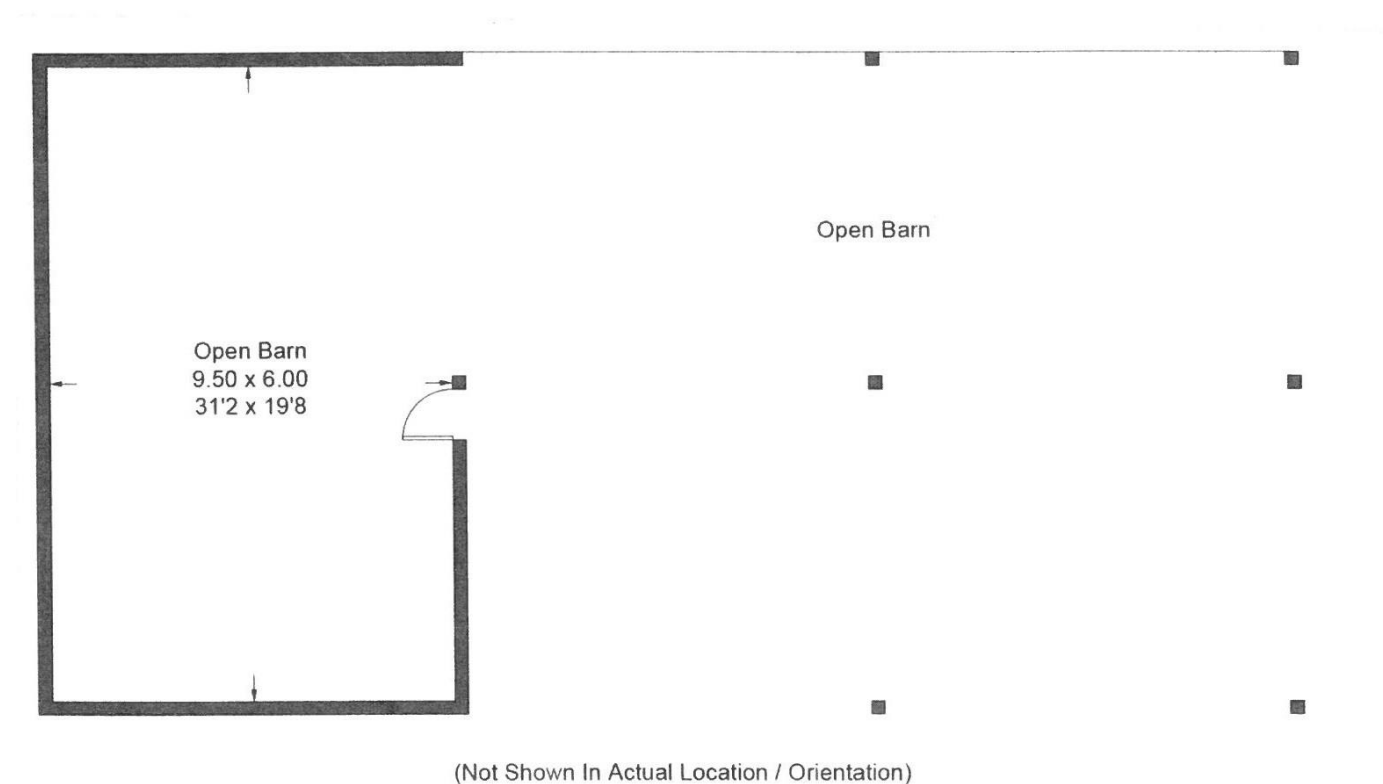 Open Barn
Open Barn
9.50 x 6.00
31'2 x 19'8
(Not Shown In Actual Location / Orientation)